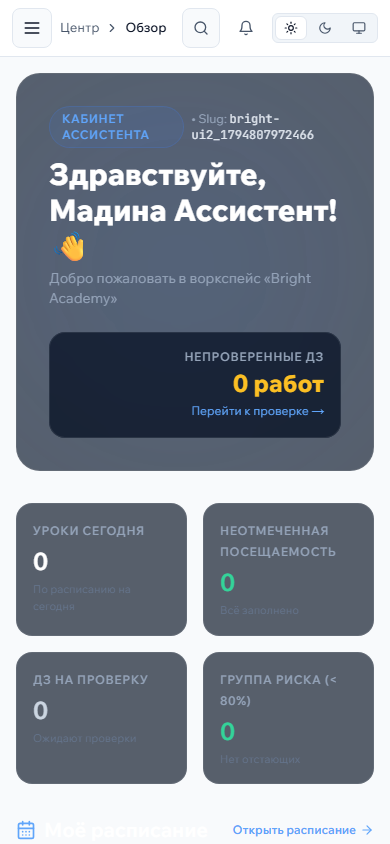 Центр > Обзор
КАБИНЕТ
АССИСТЕНТА
• Slug: bright-
ui2_1794807972466
Здравствуйте,
Мадина Ассистент!
👋
Добро пожаловать в воркспейс «Bright
Academy»
НЕПРОВЕРЕННЫЕ ДЗ
0 работ
Перейти к проверке →
УРОКИ СЕГОДНЯ
0
По расписанию на
сегодня
НЕОТМЕЧЕННАЯ
ПОСЕЩАЕМОСТЬ
0
Всё заполнено
ДЗ НА ПРОВЕРКУ
0
Ожидают проверки
ГРУППА РИСКА (<
80%)
0
Нет отстающих
Моё расписание
Открыть расписание →